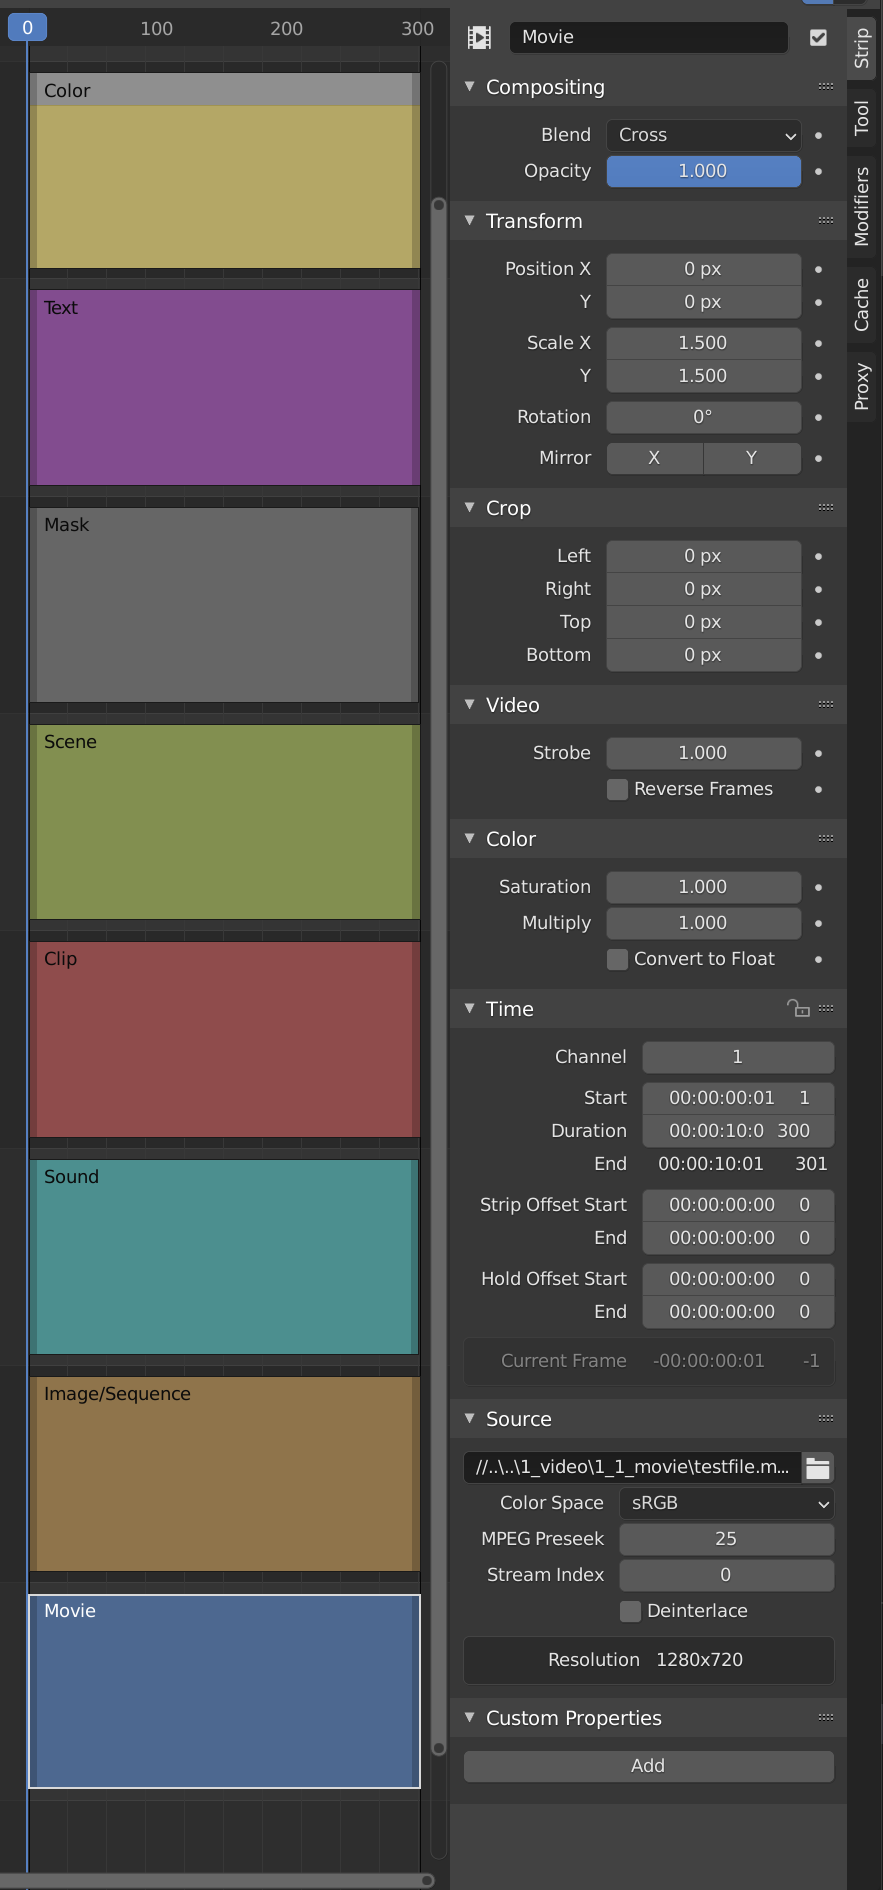 0 100 200 300
Color
Text
Mask
Scene
Clip
Sound
Image/Sequence
Movie
Movie
Compositing
Blend Cross
Opacity 1.000
Transform
Position X 0 px
Y 0 px
Scale X 1.500
Y 1.500
Rotation 0°
Mirror X Y
Crop
Left 0 px
Right 0 px
Top 0 px
Bottom 0 px
Video
Strobe 1.000
Reverse Frames
Color
Saturation 1.000
Multiply 1.000
Convert to Float
Time
Channel 1
Start 00:00:00:01 1
Duration 00:00:10:0 300
End 00:00:10:01 301
Strip Offset Start 00:00:00:00 0
End 00:00:00:00 0
Hold Offset Start 00:00:00:00 0
End 00:00:00:00 0
Current Frame -00:00:00:01 -1
Source
//..\..\1_video\1_1_movie\testfile.m...
Color Space sRGB
MPEG Preseek 25
Stream Index 0
Deinterlace
Resolution 1280x720
Custom Properties
Add
Strip
Tool
Modifiers
Cache
Proxy